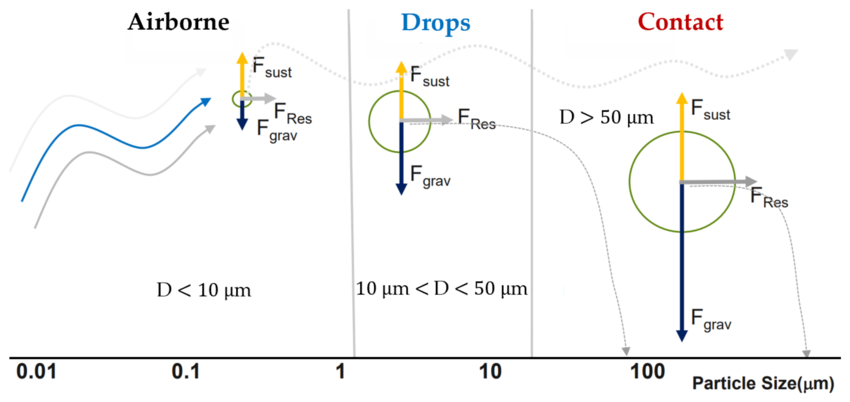 Airborne
Drops
Contact
Fsust
FRes
Fgrav
Fsust
FRes
Fgrav
D > 50 μm
Fsust
FRes
Fgrav
D < 10 μm
10 μm < D < 50 μm
0.01 0.1 1 10 100
Particle Size(μm)